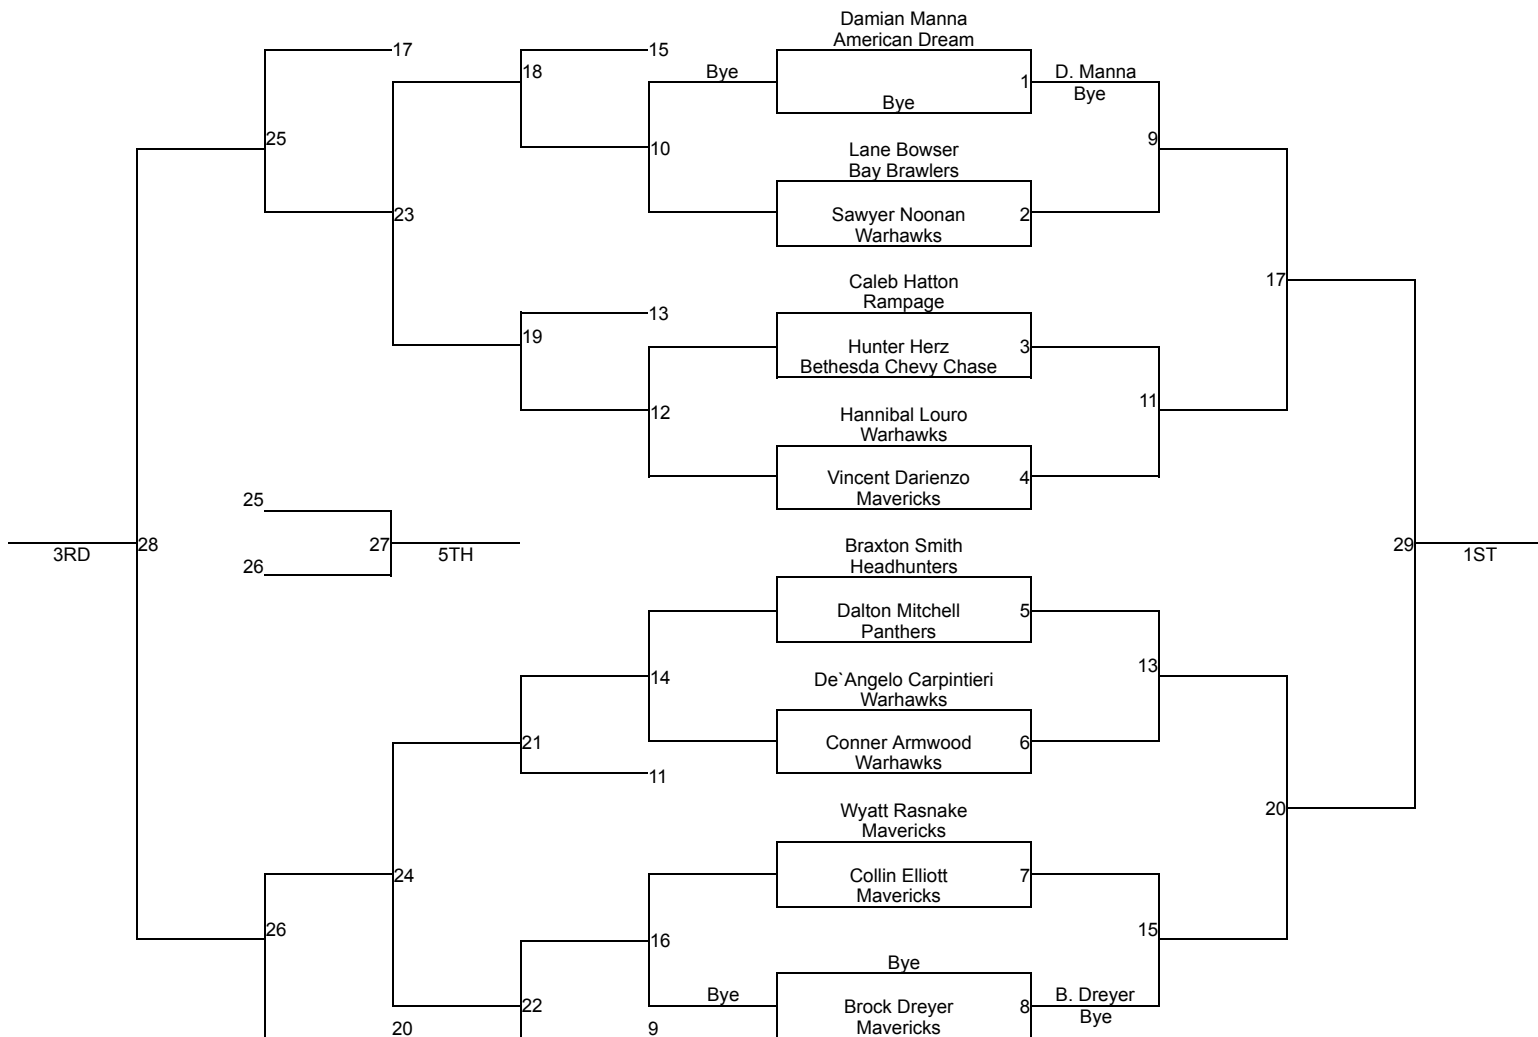 Damian Manna
American Dream
17
15
18
Bye
1
D. Manna
Bye
Bye
25
10
Lane Bowser
Bay Brawlers
9
23
Sawyer Noonan
Warhawks
2
Caleb Hatton
Rampage
17
13
19
Hunter Herz
Bethesda Chevy Chase
3
12
11
Hannibal Louro
Warhawks
Vincent Darienzo
Mavericks
4
25
3RD
28
27
5TH
26
Braxton Smith
Headhunters
29
1ST
Dalton Mitchell
Panthers
5
14
13
De`Angelo Carpintieri
Warhawks
21
Conner Armwood
Warhawks
6
11
20
Wyatt Rasnake
Mavericks
24
Collin Elliott
Mavericks
7
26
16
15
Bye
22
Bye
Brock Dreyer
Mavericks
8
B. Dreyer
Bye
20
9